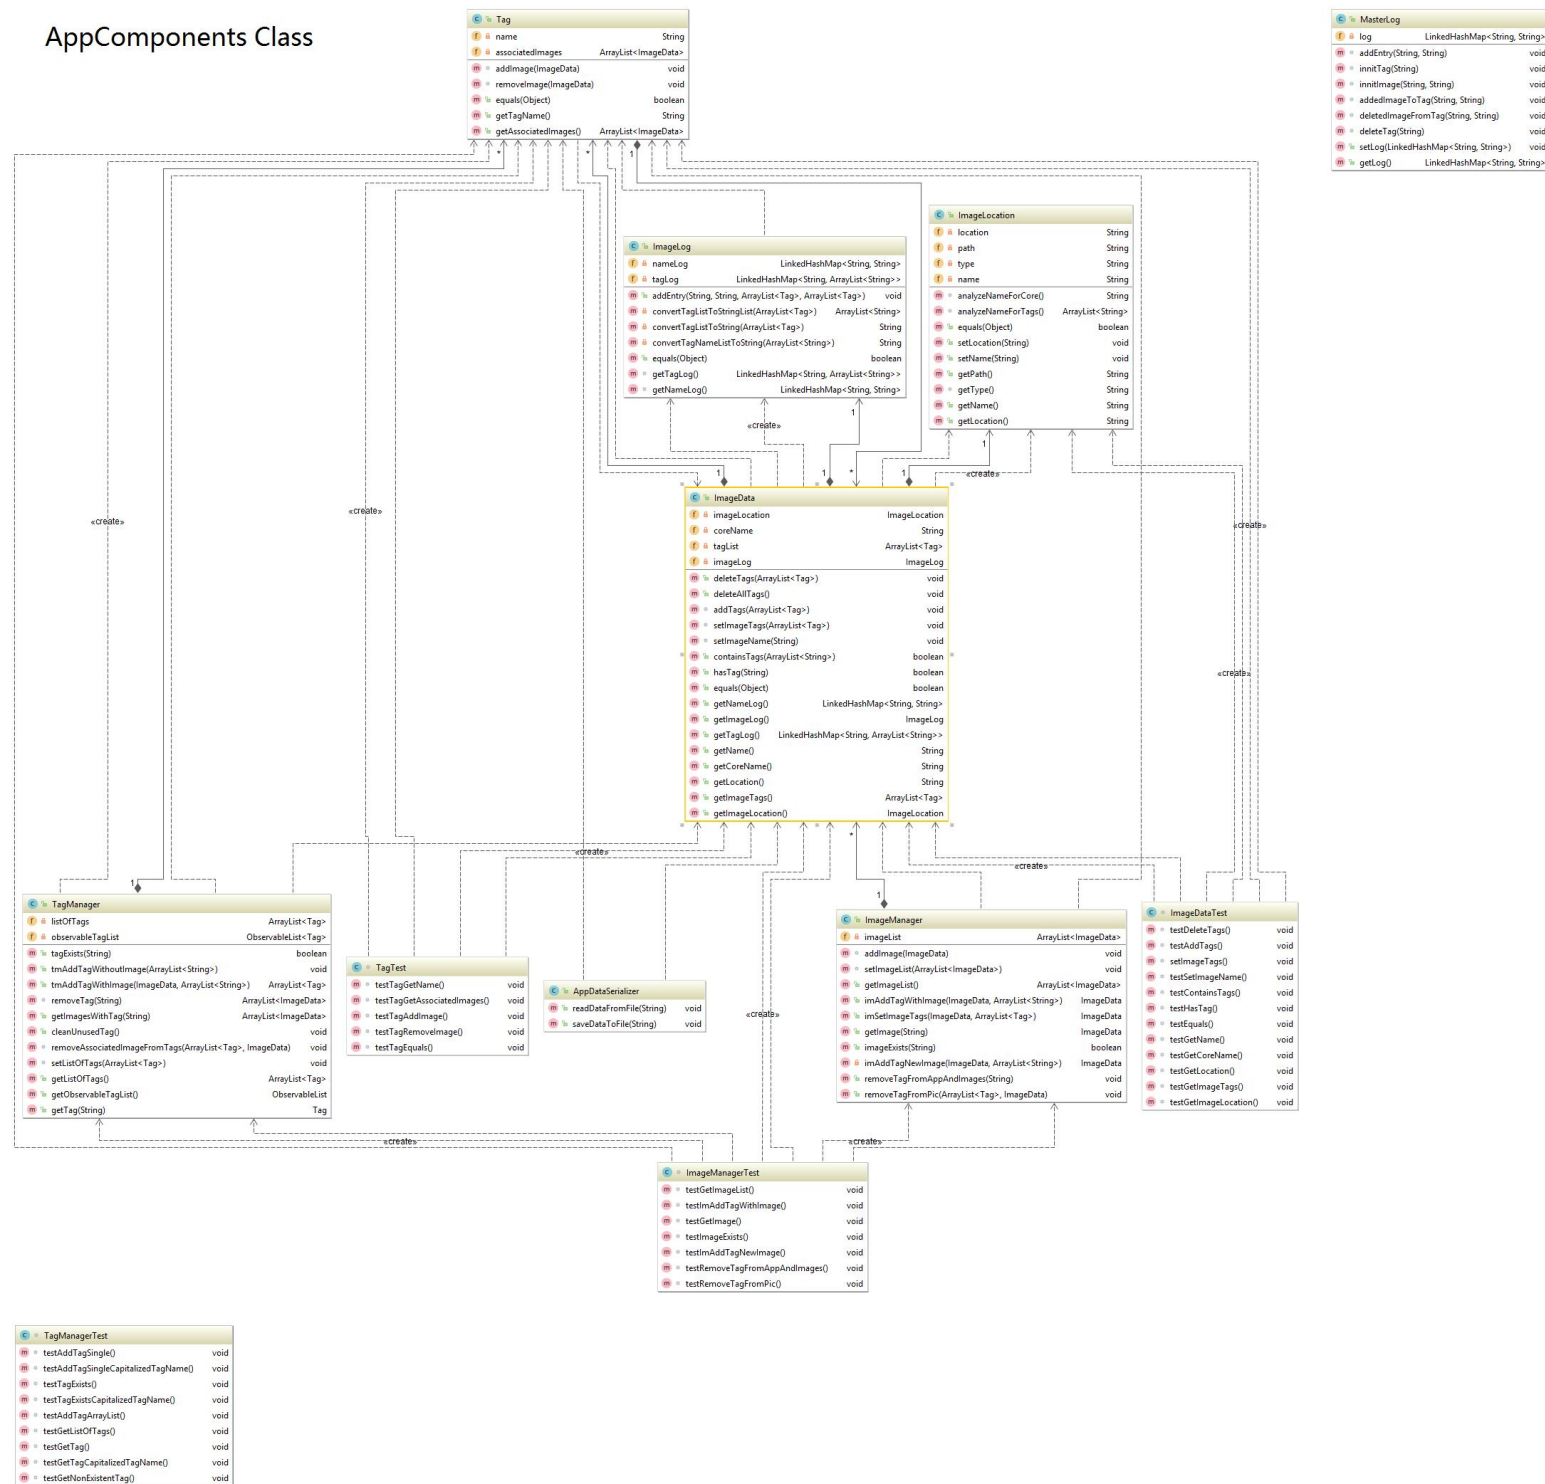 AppComponents Class
Tag
name String
associatedImages ArrayList<ImageData>
addImage(ImageData) void
removeImage(ImageData) void
equals(Object) boolean
getTagName() String
getAssociatedImages() ArrayList<ImageData>
MasterLog
log LinkedHashMap<String, String>
addEntry(String, String) void
innitTag(String) void
innitImage(String, String) void
addedImageToTag(String, String) void
deletedImageFromTag(String, String) void
deleteTag(String) void
setLog(LinkedHashMap<String, String>) void
getLog() LinkedHashMap<String, String>
* * 1
ImageLog
nameLog LinkedHashMap<String, String>
tagLog LinkedHashMap<String, ArrayList<String>>
addEntry(String, String, ArrayList<Tag>, ArrayList<Tag>) void
convertTagListToStringList(ArrayList<Tag>) ArrayList<String>
convertTagListToString(ArrayList<Tag>) String
convertTagNameListToString(ArrayList<String>) String
equals(Object) boolean
getTagLog() LinkedHashMap<String, ArrayList<String>>
getNameLog() LinkedHashMap<String, String>
ImageLocation
location String
path String
type String
name String
analyzeNameForCore() String
analyzeNameForTags() ArrayList<String>
equals(Object) boolean
setLocation(String) void
setName(String) void
getPath() String
getType() String
getName() String
getLocation() String
1
«create»
1
«create»
1 1 * 1
«create»
«create»
«create»
«create»
ImageData
imageLocation ImageLocation
coreName String
tagList ArrayList<Tag>
imageLog ImageLog
deleteTags(ArrayList<Tag>) void
deleteAllTags() void
addTags(ArrayList<Tag>) void
setImageTags(ArrayList<Tag>) void
setImageName(String) void
containsTags(ArrayList<String>) boolean
hasTag(String) boolean
equals(Object) boolean
getNameLog() LinkedHashMap<String, String>
getImageLog() ImageLog
getTagLog() LinkedHashMap<String, ArrayList<String>>
getName() String
getCoreName() String
getLocation() String
getImageTags() ArrayList<Tag>
getImageLocation() ImageLocation
*
«create»
«create»
1
1
TagManager
listOfTags ArrayList<Tag>
observableTagList ObservableList<Tag>
tagExists(String) boolean
tmAddTagWithoutImage(ArrayList<String>) void
tmAddTagWithImage(ImageData, ArrayList<String>) ArrayList<Tag>
removeTag(String) ArrayList<ImageData>
getImagesWithTag(String) ArrayList<ImageData>
cleanUnusedTag() void
removeAssociatedImageFromTags(ArrayList<Tag>, ImageData) void
setListOfTags(ArrayList<Tag>) void
getListOfTags() ArrayList<Tag>
getObservableTagList() ObservableList
getTag(String) Tag
TagTest
testTagGetName() void
testTagGetAssociatedImages() void
testTagAddImage() void
testTagRemoveImage() void
testTagEquals() void
AppDataSerializer
readDataFromFile(String) void
saveDataToFile(String) void
«create»
ImageManager
imageList ArrayList<ImageData>
addImage(ImageData) void
setImageList(ArrayList<ImageData>) void
getImageList() ArrayList<ImageData>
imAddTagWithImage(ImageData, ArrayList<String>) ImageData
imSetImageTags(ImageData, ArrayList<Tag>) ImageData
getImage(String) ImageData
imageExists(String) boolean
imAddTagNewImage(ImageData, ArrayList<String>) ImageData
removeTagFromAppAndImages(String) void
removeTagFromPic(ArrayList<Tag>, ImageData) void
ImageDataTest
testDeleteTags() void
testAddTags() void
setImageTags() void
testSetImageName() void
testContainsTags() void
testHasTag() void
testEquals() void
testGetName() void
testGetCoreName() void
testGetLocation() void
testGetImageTags() void
testGetImageLocation() void
«create»
«create»
ImageManagerTest
testGetImageList() void
testImAddTagWithImage() void
testGetImage() void
testImageExists() void
testImAddTagNewImage() void
testRemoveTagFromAppAndImages() void
testRemoveTagFromPic() void
TagManagerTest
testAddTagSingle() void
testAddTagSingleCapitalizedTagName() void
testTagExists() void
testTagExistsCapitalizedTagName() void
testAddTagArrayList() void
testGetListOfTags() void
testGetTag() void
testGetTagCapitalizedTagName() void
testGetNonExistentTag() void